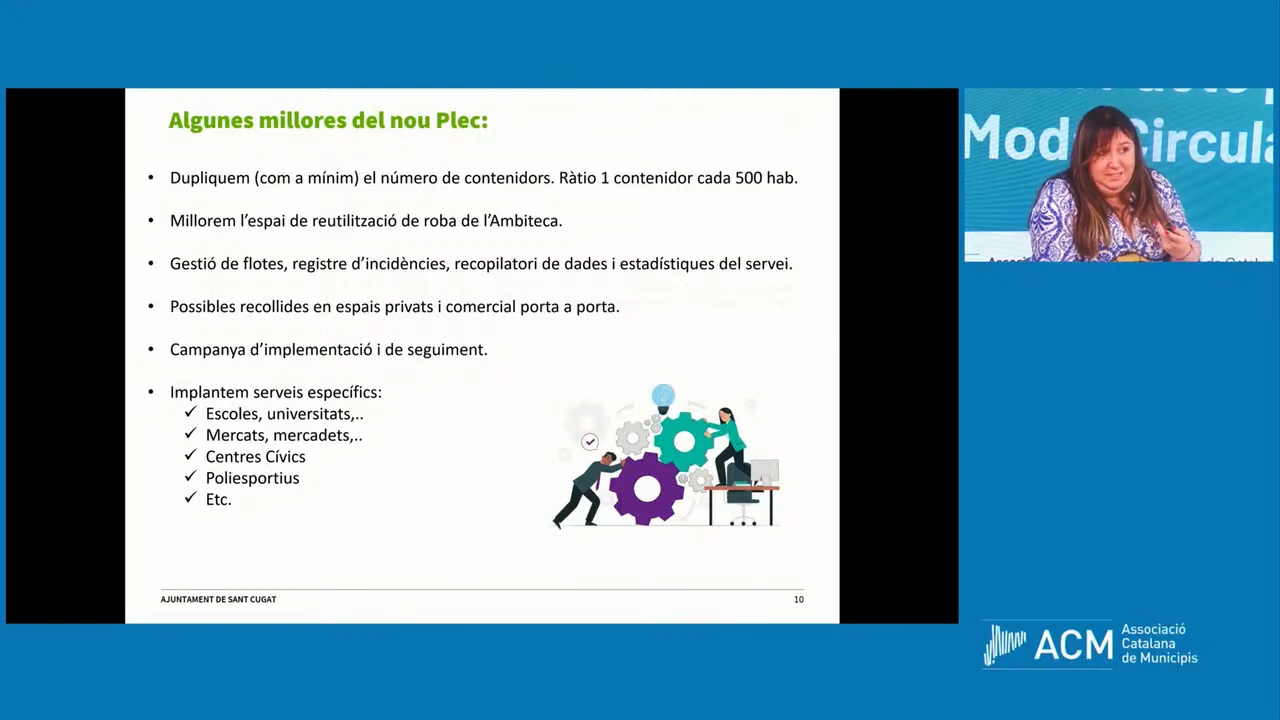 Algunes millores del nou Plec:
• Dupliquem (com a mínim) el número de contenidors. Ràtio 1 contenidor cada 500 hab.
• Millorem l’espai de reutilització de roba de l’Ambiteca.
• Gestió de flotes, registre d’incidències, recopilatori de dades i estadístiques del servei.
• Possibles recollides en espais privats i comercial porta a porta.
• Campanya d’implementació i de seguiment.
• Implantem serveis específics:
✓ Escoles, universitats,..
✓ Mercats, mercadets,..
✓ Centres Cívics
✓ Poliesportius
✓ Etc.
AJUNTAMENT DE SANT CUGAT
10
Moda Circula
ACM
Associació
Catalana
de Municipis